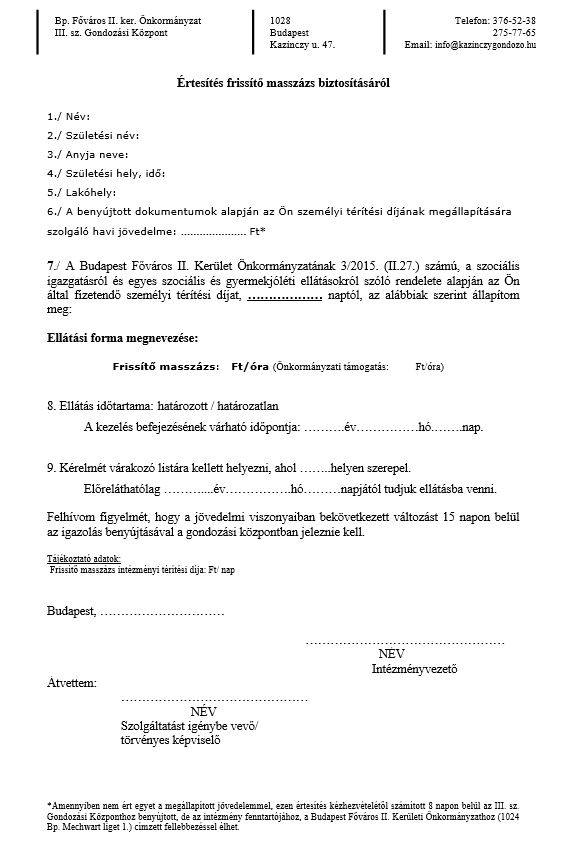 Bp. Főváros II. ker. Önkormányzat
III. sz. Gondozási Központ
1028
Budapest
Kazinczy u. 47.
Telefon: 376-52-38
275-77-65
Email: info@kazinczygondozo.hu
Értesítés frissítő masszázs biztosításáról
1./ Név:
2./ Születési név:
3./ Anyja neve:
4./ Születési hely, idő:
5./ Lakóhely:
6./ A benyújtott dokumentumok alapján az Ön személyi térítési díjának megállapítására
szolgáló havi jövedelme: ..................... Ft*
7./ A Budapest Főváros II. Kerület Önkormányzatának 3/2015. (II.27.) számú, a szociális
igazgatásról és egyes szociális és gyermekjóléti ellátásokról szóló rendelete alapján az Ön
által fizetendő személyi térítési díjat, ……………… naptól, az alábbiak szerint állapítom
meg:
Ellátási forma megnevezése:
Frissítő masszázs: Ft/óra (Önkormányzati támogatás: Ft/óra)
8. Ellátás időtartama: határozott / határozatlan
A kezelés befejezésének várható időpontja: ……….év……………hó……..nap.
9. Kérelmét várakozó listára kellett helyezni, ahol ……..helyen szerepel.
Előreláthatólag ………....év……………hó………napjától tudjuk ellátásba venni.
Felhívom figyelmét, hogy a jövedelmi viszonyaiban bekövetkezett változást 15 napon belül
az igazolás benyújtásával a gondozási központban jeleznie kell.
Tájékoztató adatok:
Frissítő masszázs intézményi térítési díja: Ft/ nap
Budapest, …………………………
…………………………………………
NÉV
Intézményvezető
Átvettem:
………………………………………
NÉV
Szolgáltatást igénybe vevő/
törvényes képviselő
*Amennyiben nem ért egyet a megállapított jövedelemmel, ezen értesítés kézhezvételétől számított 8 napon belül az III. sz.
Gondozási Központhoz benyújtott, de az intézmény fenntartójához, a Budapest Főváros II. Kerületi Önkormányzathoz (1024
Bp. Mechwart liget 1.) címzett fellebbezéssel élhet.